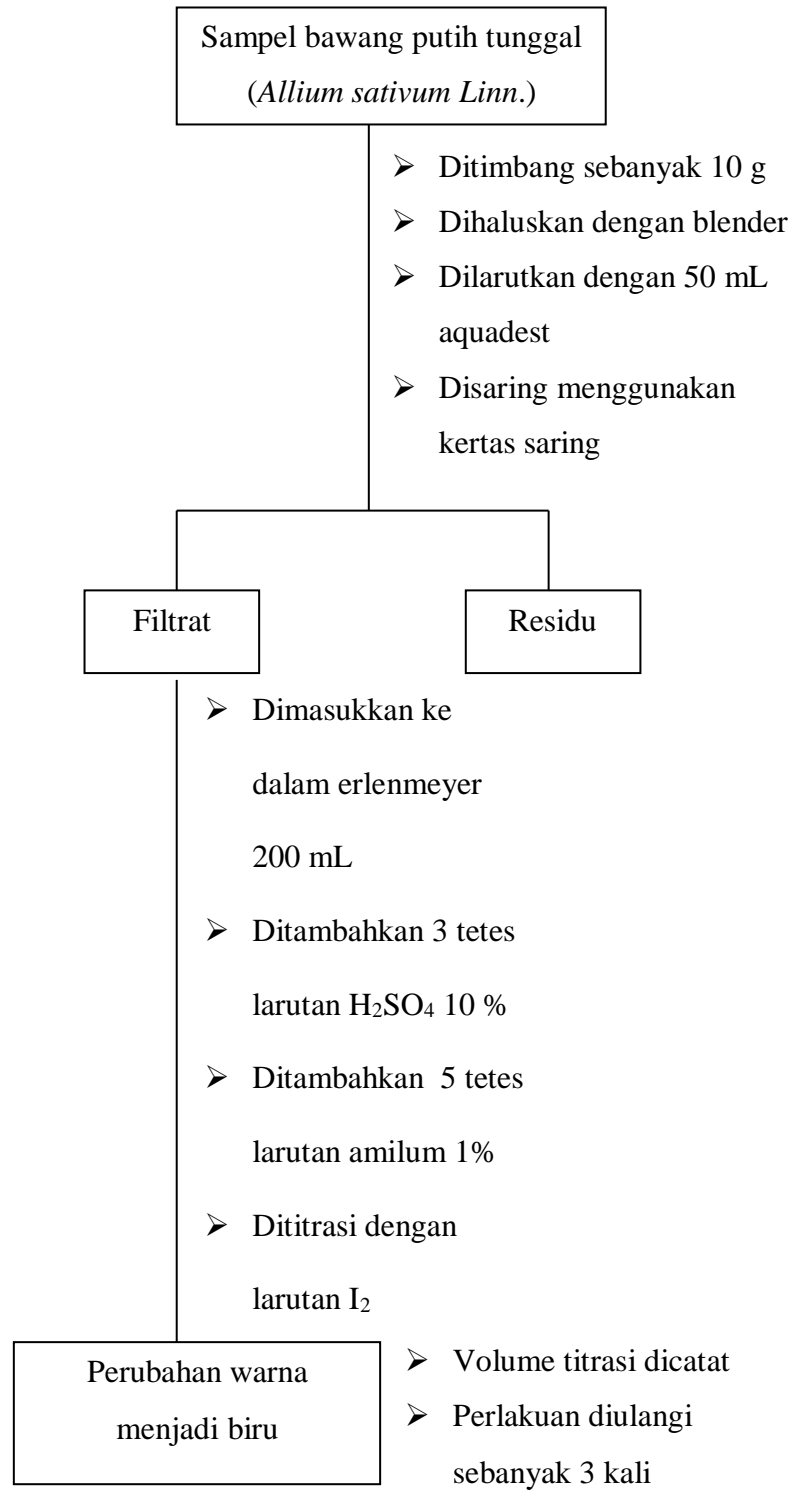 Sampel bawang putih tunggal
(Allium sativum Linn.)
➢ Ditimbang sebanyak 10 g
➢ Dihaluskan dengan blender
➢ Dilarutkan dengan 50 mL
aquadest
➢ Disaring menggunakan
kertas saring
Filtrat
Residu
➢ Dimasukkan ke
dalam erlenmeyer
200 mL
➢ Ditambahkan 3 tetes
larutan H₂SO₄ 10 %
➢ Ditambahkan 5 tetes
larutan amilum 1%
➢ Dititrasi dengan
larutan I₂
Perubahan warna
menjadi biru
➢ Volume titrasi dicatat
➢ Perlakuan diulangi
sebanyak 3 kali